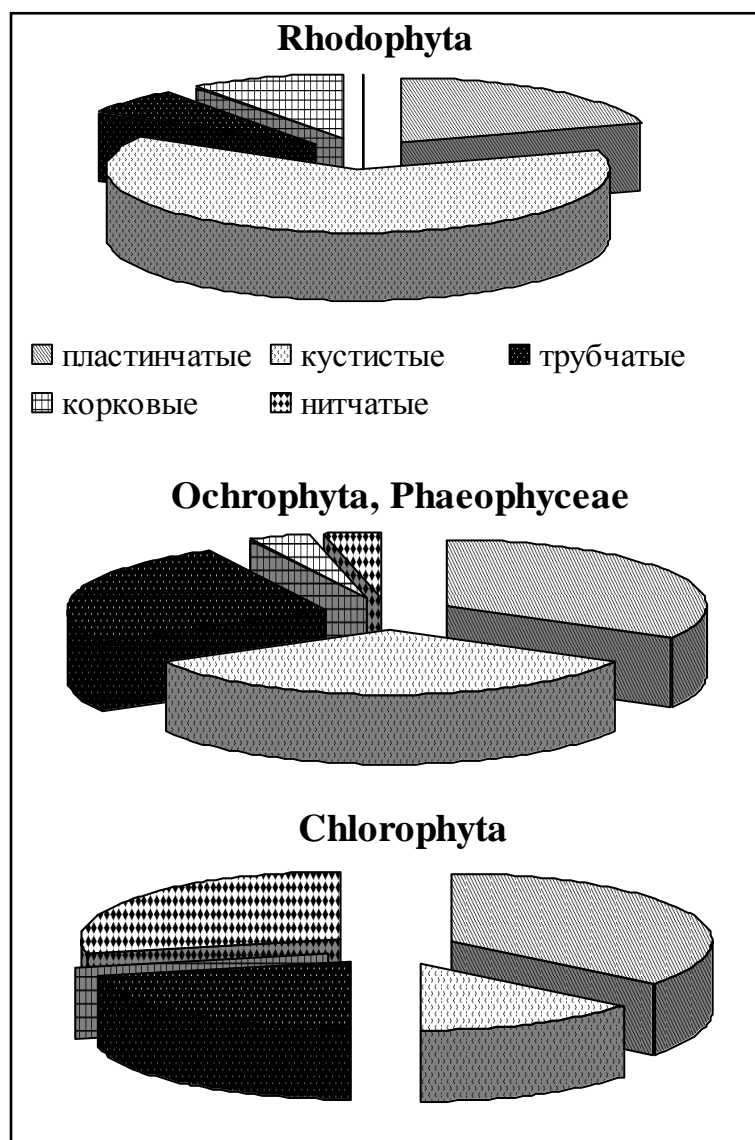 Rhodophyta
пластинчатые кустистые трубчатые
корковые нитчатые
Ochrophyta, Phaeophyceae
Chlorophyta